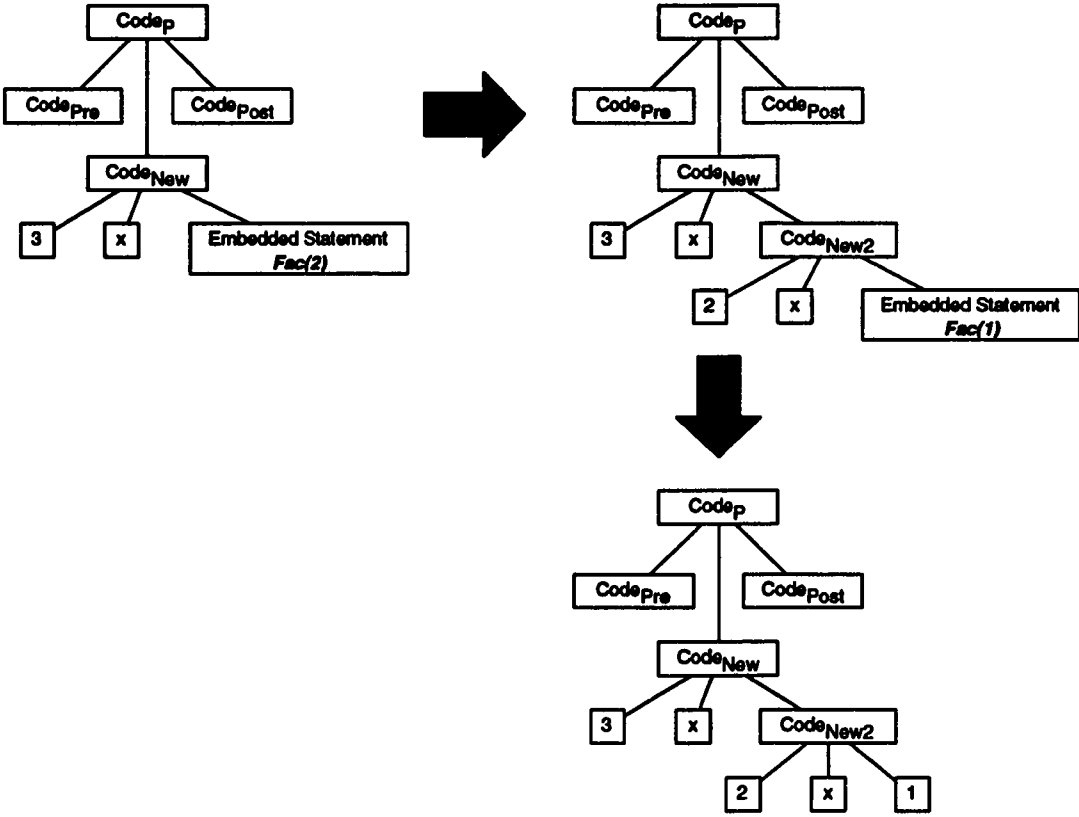 CodeP
CodePre
CodePost
CodeNew
3
x
Embedded Statement
Fac(2)
CodeP
CodePre
CodePost
CodeNew
3
x
CodeNew2
2
x
Embedded Statement
Fac(1)
CodeP
CodePre
CodePost
CodeNew
3
x
CodeNew2
2
x
1